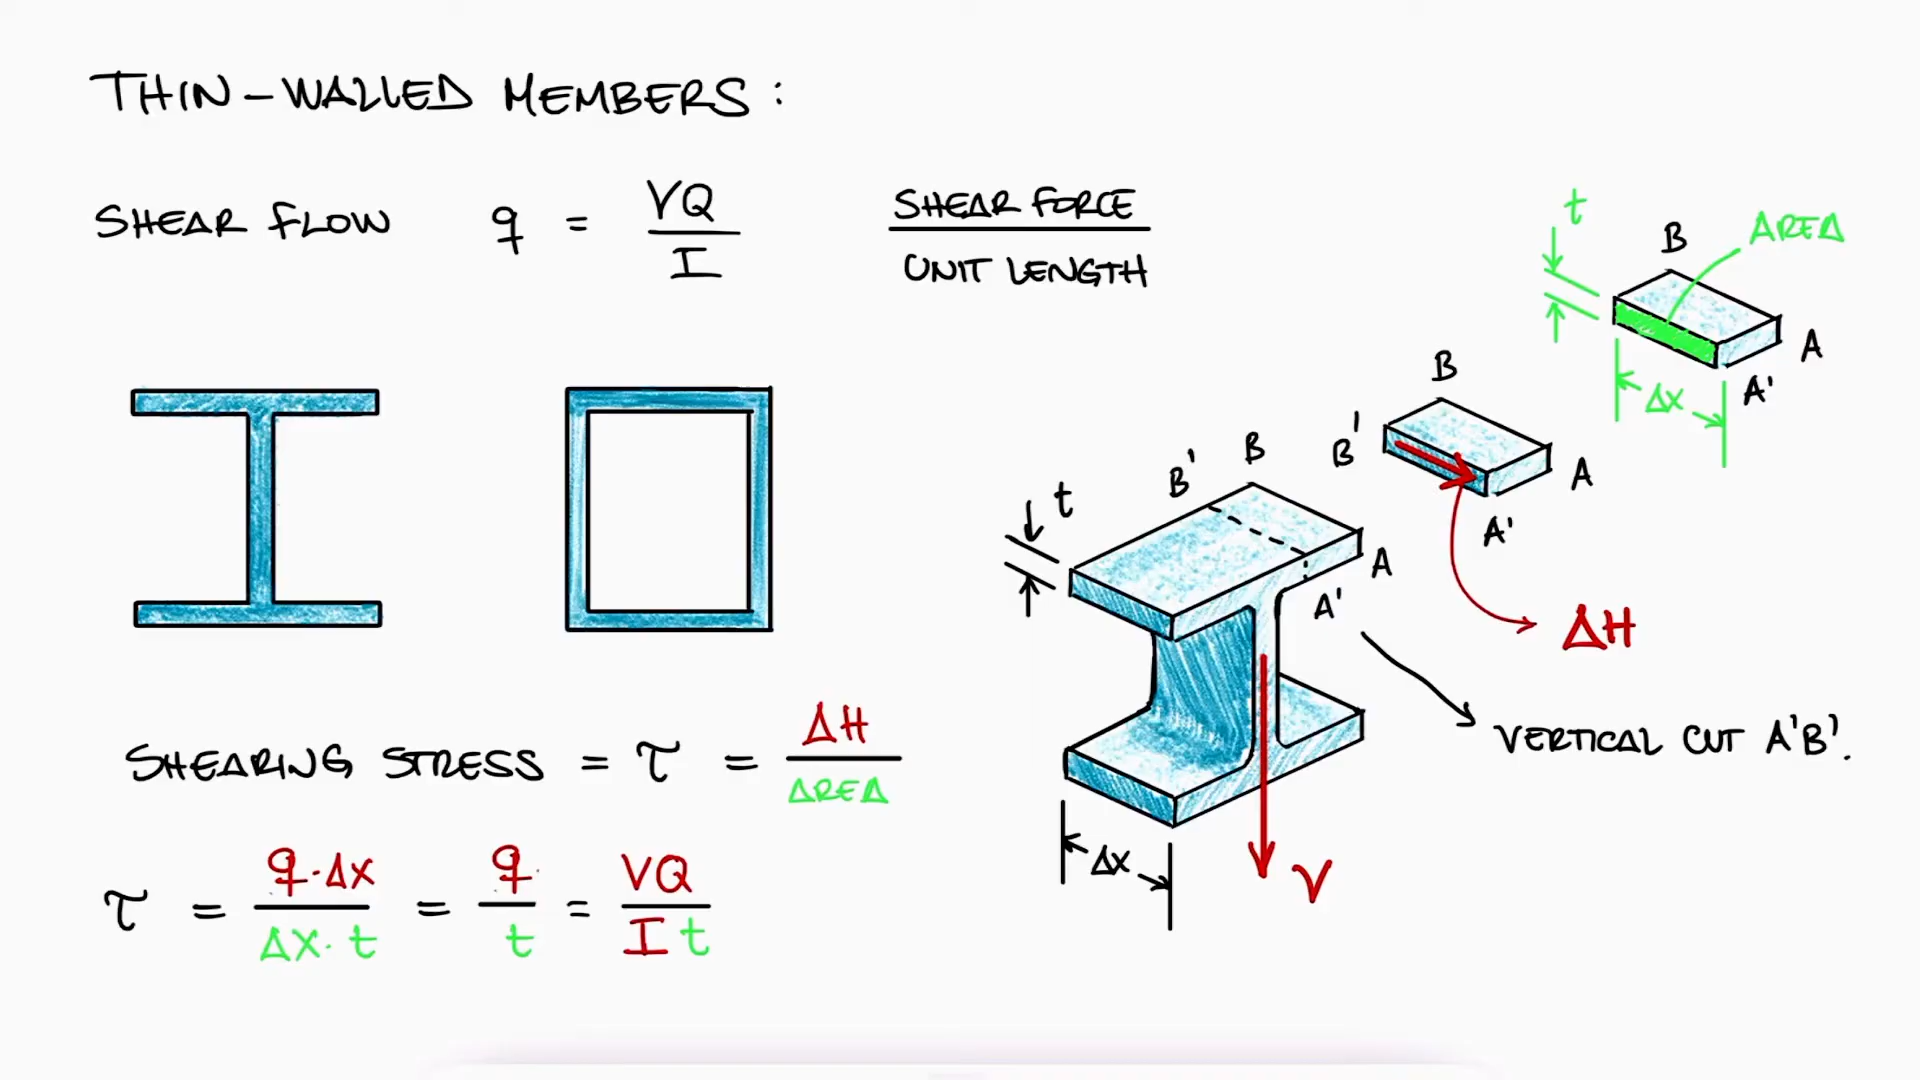 THIN-WALLED MEMBERS:
SHEAR FLOW q = VQ / I
SHEAR FORCE / UNIT LENGTH
SHEARING STRESS = τ = ΔH / AREA
τ = q·Δx / Δx·t = q / t = VQ / It
t
B'
B
A
A'
Δx
V
B
B'
A
A'
ΔH
VERTICAL CUT A'B'.
t
B
AREA
A
A'
Δx